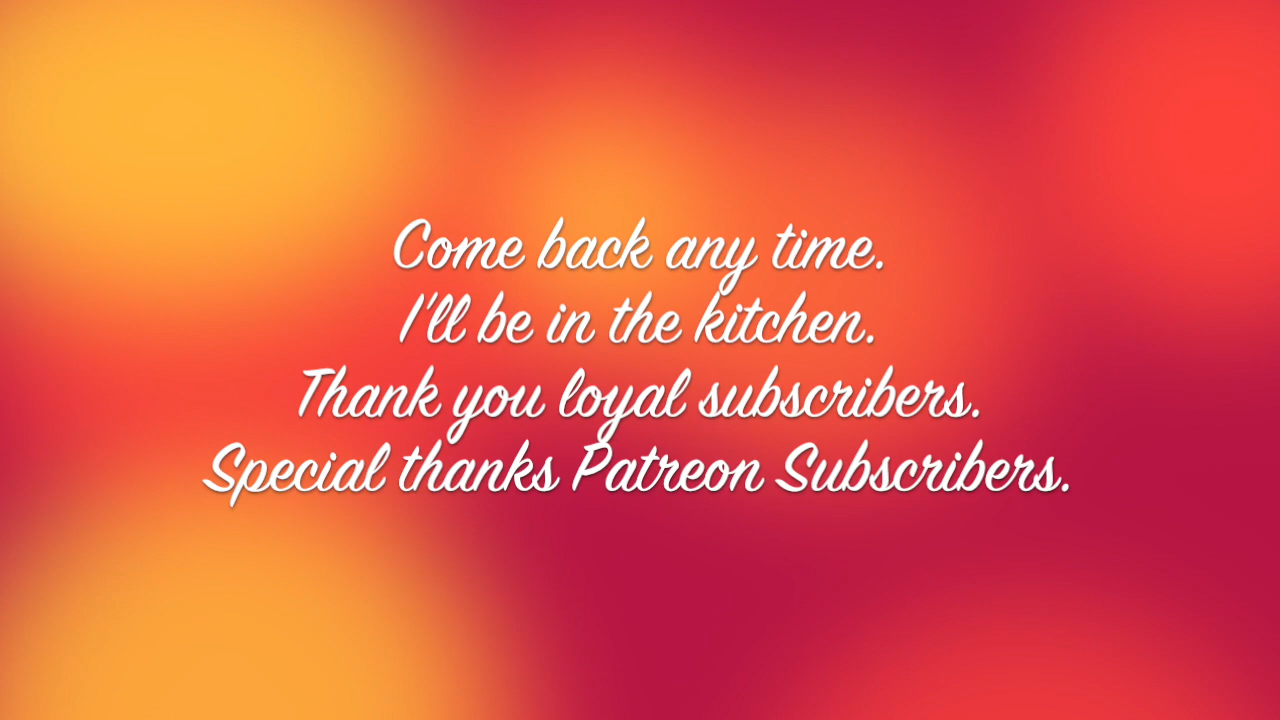 Come back any time.
I'll be in the kitchen.
Thank you loyal subscribers.
Special thanks Patreon Subscribers.